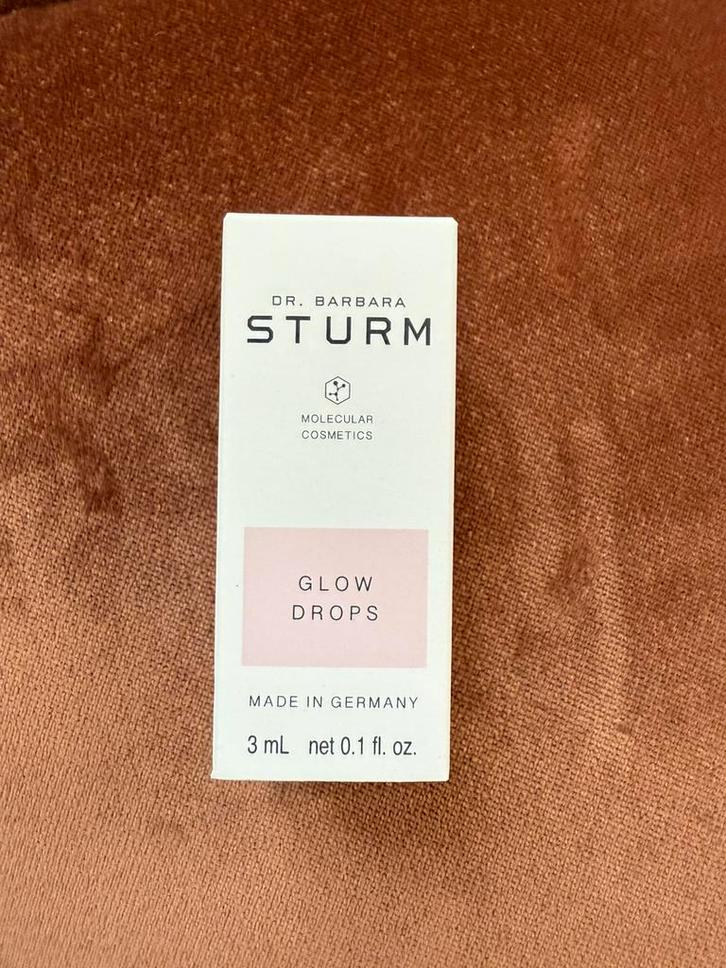 DR. BARBARA
STURM
MOLECULAR
COSMETICS
GLOW
DROPS
MADE IN GERMANY
3 mL net 0.1 fl. oz.